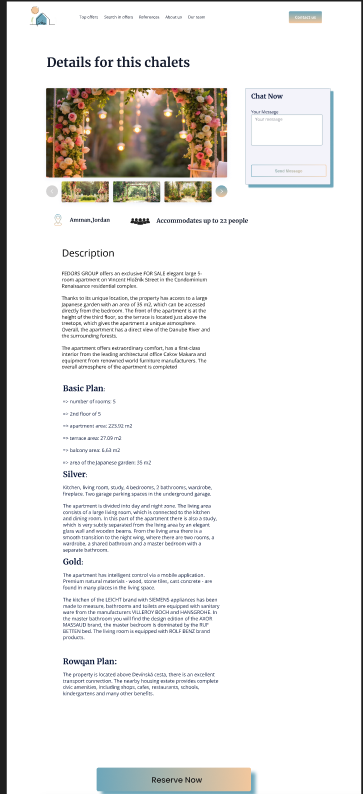 Top offers Search in offers References About us Our team Contact us
Details for this chalets
Chat Now
Your Message
Your message
Send Message
Amman,Jordan Accommodates up to 22 people
Description
FEDORS GROUP offers an exclusive FOR SALE elegant large 5-
room apartment on Vincent Hložník Street in the Condominium
Renaissance residential complex.
Thanks to its unique location, the property has access to a large
Japanese garden with an area of 35 m2, which can be accessed
directly from the bedroom. The front of the apartment is at the
height of the third floor, so the terrace is located just above the
treetops, which gives the apartment a unique atmosphere.
Overall, the apartment has a direct view of the Danube River and
the surrounding forests.
The apartment offers extraordinary comfort, has a first-class
interior from the leading architectural office Cakov Makara and
equipment from renowned world furniture manufacturers. The
overall atmosphere of the apartment is completed
Basic Plan:
=> number of rooms: 5
=> 2nd floor of 5
=> apartment area: 223.92 m2
=> terrace area: 27.09 m2
=> balcony area: 6.63 m2
=> area of the Japanese garden: 35 m2
Silver:
Kitchen, living room, study, 4 bedrooms, 2 bathrooms, wardrobe,
fireplace. Two garage parking spaces in the underground garage.
The apartment is divided into day and night zone. The living area
consists of a large living room, which is connected to the kitchen
and dining room. In this part of the apartment there is also a study,
which is very subtly separated from the living area by an elegant
glass wall and wooden beams. From the living area there is a
smooth transition to the night wing, where there are two rooms, a
wardrobe, a shared bathroom and a master bedroom with a
separate bathroom.
Gold:
The apartment has intelligent control via a mobile application.
Premium natural materials - wood, stone tiles, cast concrete - are
found in many places in the living space.
The kitchen of the LEICHT brand with SIEMENS appliances has been
made to measure, bathrooms and toilets are equipped with sanitary
ware from the manufacturers VILLEROY BOCH and HANSGROHE. In
the master bathroom you will find the design edition of the AXOR
MASSAUD brand, the master bedroom is dominated by the RUF
BETTEN bed. The living room is equipped with ROLF BENZ brand
products.
Rowqan Plan:
The property is located above Devínská cesta, there is an excellent
transport connection. The nearby housing estate provides complete
civic amenities, including shops, cafes, restaurants, schools,
kindergartens and many other benefits.
Reserve Now